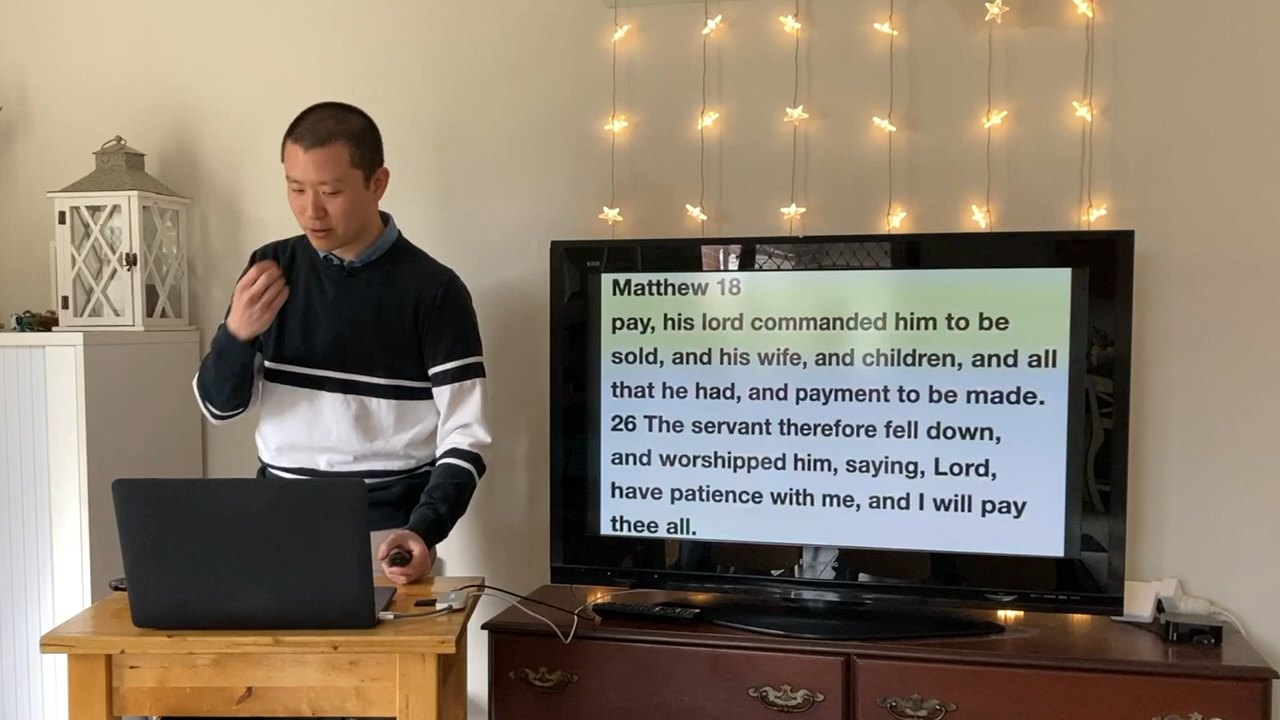 Matthew 18
pay, his lord commanded him to be
sold, and his wife, and children, and all
that he had, and payment to be made.
26 The servant therefore fell down,
and worshipped him, saying, Lord,
have patience with me, and I will pay
thee all.